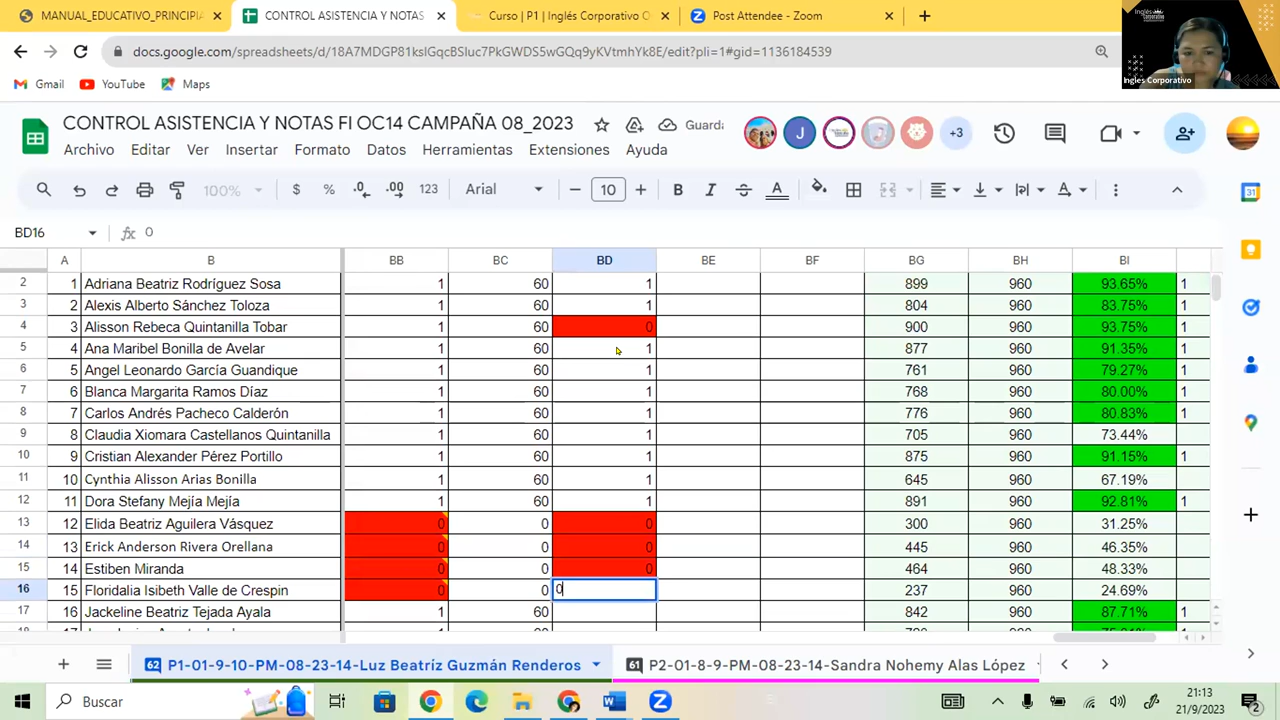 MANUAL_EDUCATIVO_PRINCIPIA
CONTROL ASISTENCIA Y NOTAS
Curso | P1 | Inglés Corporativo O
Post Attendee - Zoom
docs.google.com/spreadsheets/d/18A7MDGP81kslGqcBSIuc7PkGWDS5wGQq9yKVtmhYk8E/edit?pli=1#gid=1136184539
Gmail
YouTube
Maps
Inglés Corporativo
Ingles Corporativo
CONTROL ASISTENCIA Y NOTAS FI OC14 CAMPAÑA 08_2023
Guarda
J
+3
Archivo Editar Ver Insertar Formato Datos Herramientas Extensiones Ayuda
100% $ % .0 .00 123 Arial 10 B I S A
31
BD16 fx 0
A B BB BC BD BE BF BG BH BI
2 1 Adriana Beatriz Rodríguez Sosa 1 60 1 899 960 93.65% 1
3 2 Alexis Alberto Sánchez Toloza 1 60 1 804 960 83.75% 1
4 3 Alisson Rebeca Quintanilla Tobar 1 60 0 900 960 93.75% 1
5 4 Ana Maribel Bonilla de Avelar 1 60 1 877 960 91.35% 1
6 5 Angel Leonardo García Guandique 1 60 1 761 960 79.27% 1
7 6 Blanca Margarita Ramos Díaz 1 60 1 768 960 80.00% 1
8 7 Carlos Andrés Pacheco Calderón 1 60 1 776 960 80.83% 1
9 8 Claudia Xiomara Castellanos Quintanilla 1 60 1 705 960 73.44%
10 9 Cristian Alexander Pérez Portillo 1 60 1 875 960 91.15% 1
11 10 Cynthia Alisson Arias Bonilla 1 60 1 645 960 67.19%
12 11 Dora Stefany Mejía Mejía 1 60 1 891 960 92.81% 1
13 12 Elida Beatriz Aguilera Vásquez 0 0 0 300 960 31.25%
14 13 Erick Anderson Rivera Orellana 0 0 0 445 960 46.35%
15 14 Estiben Miranda 0 0 0 464 960 48.33%
16 15 Floridalia Isibeth Valle de Crespin 0 0 0 237 960 24.69%
17 16 Jackeline Beatriz Tejada Ayala 1 60 842 960 87.71% 1
62 P1-01-9-10-PM-08-23-14-Luz Beatríz Guzmán Renderos
61 P2-01-8-9-PM-08-23-14-Sandra Nohemy Alas López
Buscar
21:13
21/9/2023
2